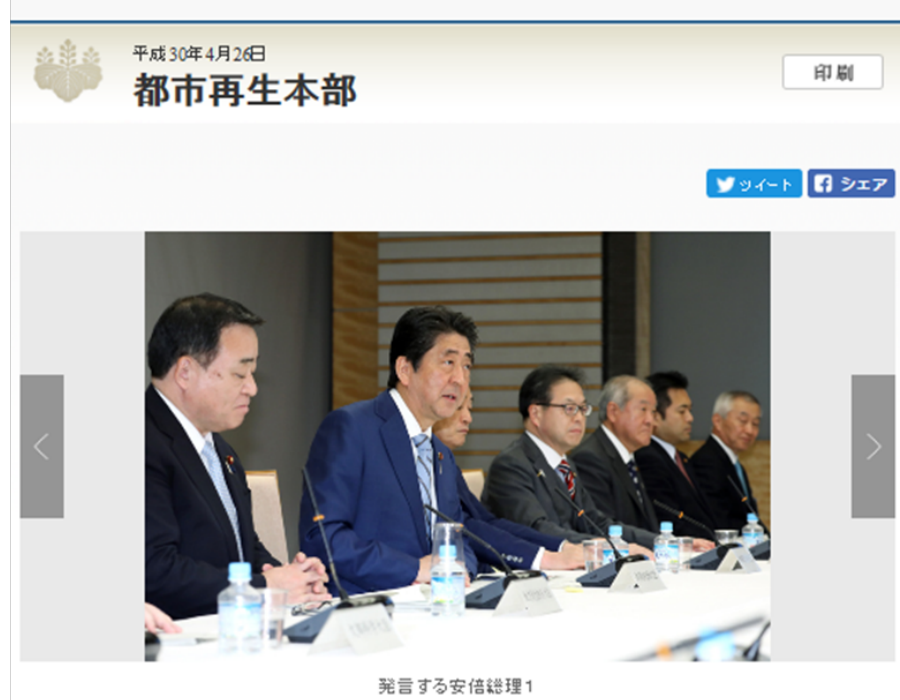 平成30年4月26日
都市再生本部
印刷
ツイート
シェア
発言する安倍総理1